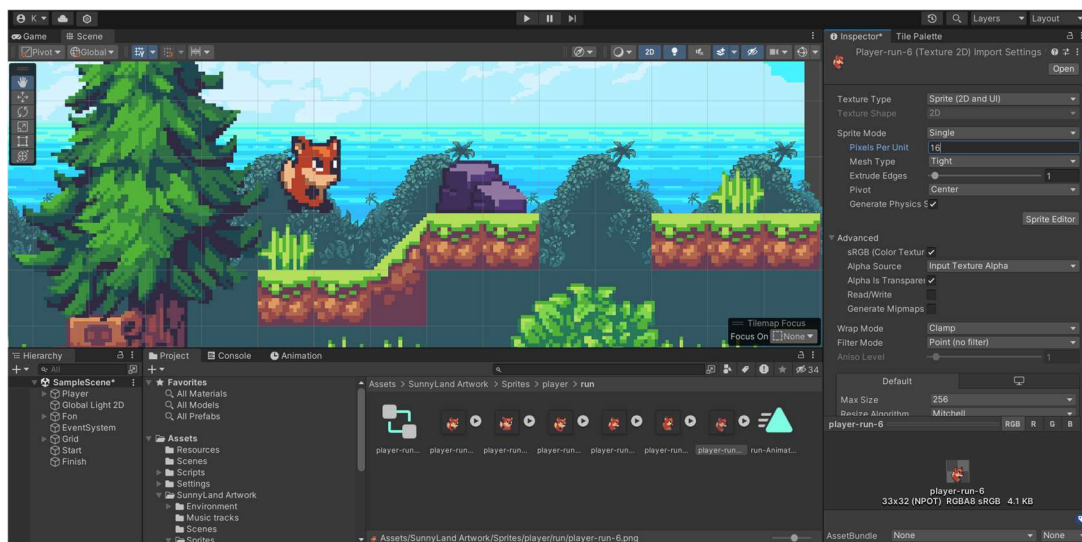 K
Layers
Layout
Game
Scene
Pivot
Global
2D
Tilemap Focus
Focus On
None
Inspector*
Tile Palette
Player-run-6 (Texture 2D) Import Settings
Open
Texture Type
Sprite (2D and UI)
Texture Shape
2D
Sprite Mode
Single
Pixels Per Unit
16
Mesh Type
Tight
Extrude Edges
1
Pivot
Center
Generate Physics S
Sprite Editor
Advanced
sRGB (Color Textur
Alpha Source
Input Texture Alpha
Alpha Is Transparen
Read/Write
Generate Mipmaps
Wrap Mode
Clamp
Filter Mode
Point (no filter)
Aniso Level
1
Default
Max Size
256
Resize Algorithm
Mitchell
player-run-6
RGB R G B
player-run-6
33x32 (NPOT) RGBA8 sRGB 4.1 KB
AssetBundle
None
None
Hierarchy
All
SampleScene*
Player
Global Light 2D
Fon
EventSystem
Grid
Start
Finish
Project
Console
Animation
34
Favorites
All Materials
All Models
All Prefabs
Assets
Resources
Scenes
Scripts
Settings
SunnyLand Artwork
Environment
Music tracks
Scenes
Sprites
Assets > SunnyLand Artwork > Sprites > player > run
player-run...
player-run...
player-run...
player-run...
player-run...
player-run...
player-run...
run-Animat...
Assets/SunnyLand Artwork/Sprites/player/run/player-run-6.png